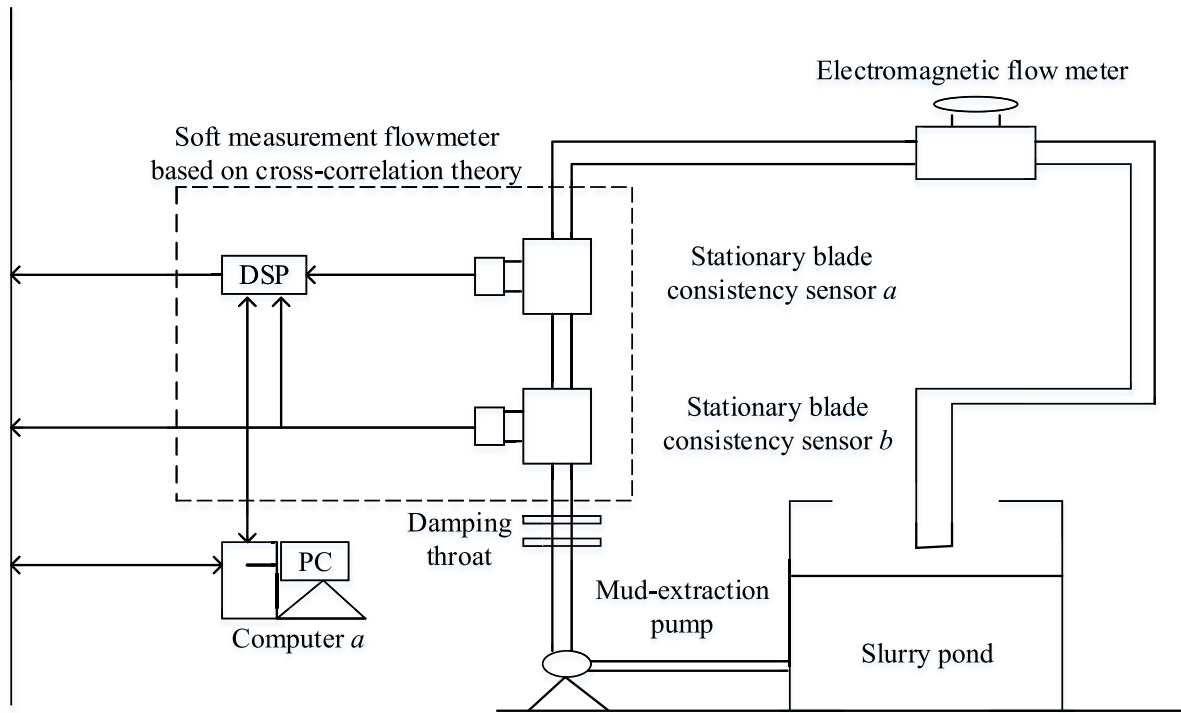 Electromagnetic flow meter
Soft measurement flowmeter
based on cross-correlation theory
DSP
Stationary blade
consistency sensor a
Stationary blade
consistency sensor b
Damping
throat
PC
Computer a
Mud-extraction
pump
Slurry pond